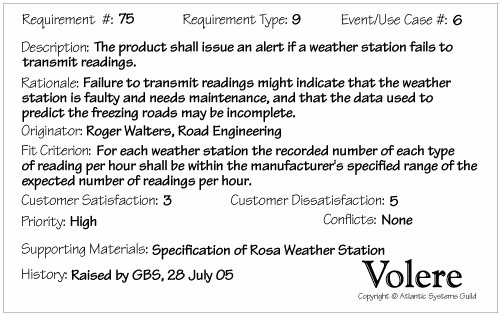 Requirement #: 75 Requirement Type: 9 Event/Use Case #: 6
Description: The product shall issue an alert if a weather station fails to
transmit readings.
Rationale: Failure to transmit readings might indicate that the weather
station is faulty and needs maintenance, and that the data used to
predict the freezing roads may be incomplete.
Originator: Roger Walters, Road Engineering
Fit Criterion: For each weather station the recorded number of each type
of reading per hour shall be within the manufacturer's specified range of the
expected number of readings per hour.
Customer Satisfaction: 3 Customer Dissatisfaction: 5
Priority: High Conflicts: None
Supporting Materials: Specification of Rosa Weather Station
History: Raised by GBS, 28 July 05
Volere
Copyright © Atlantic Systems Guild